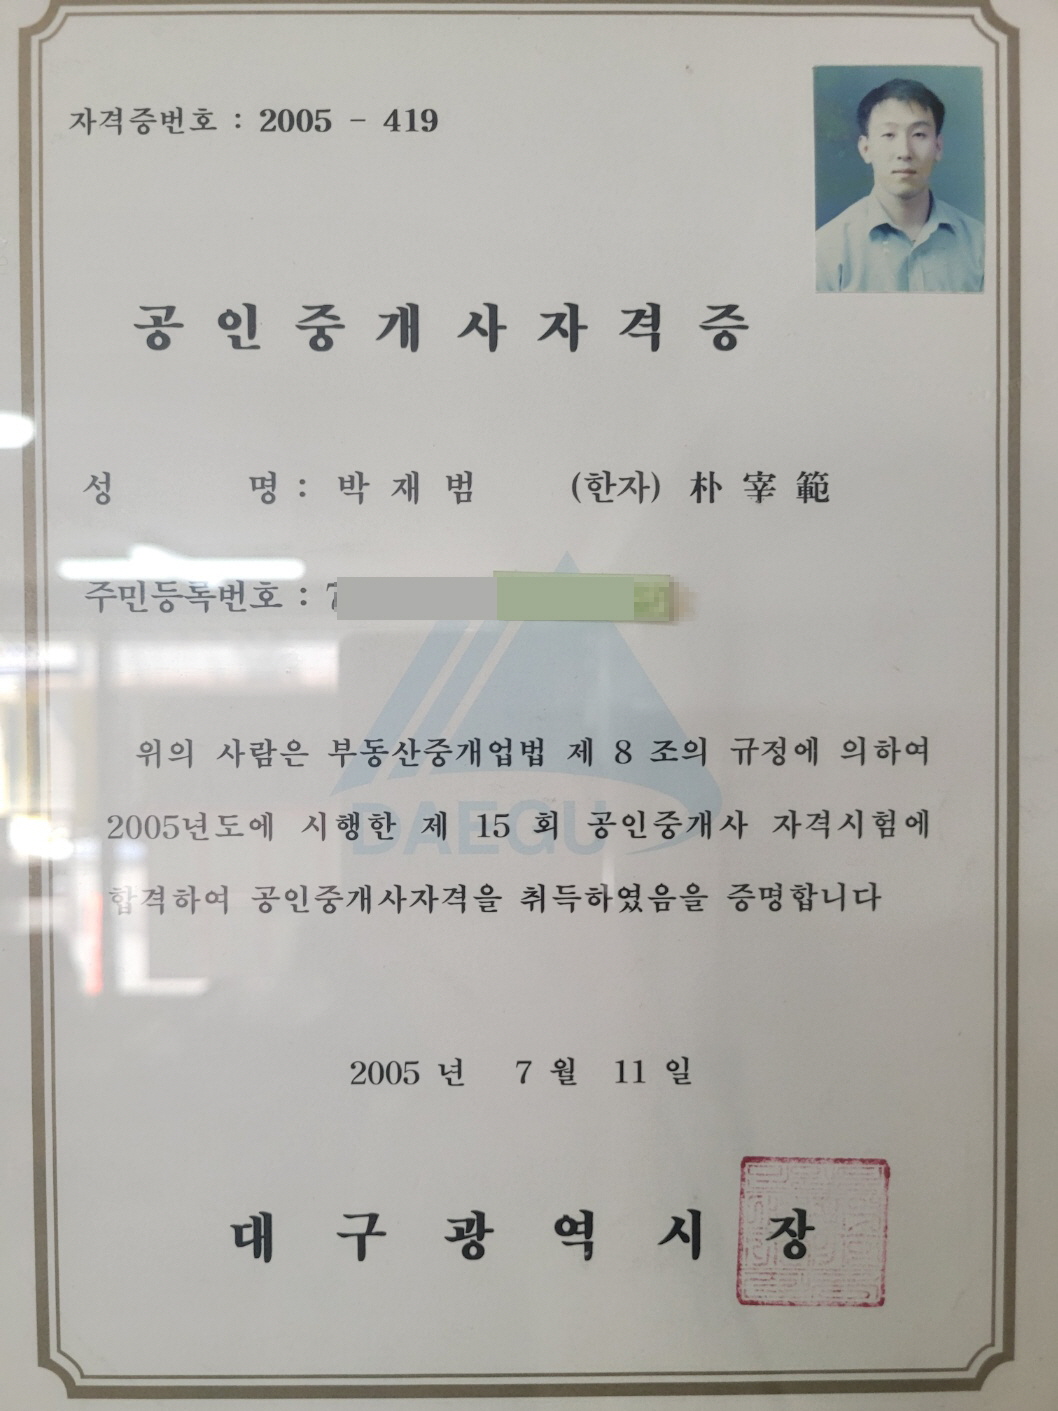 자격증번호 : 2005 - 419
공인중개사자격증
성 명 : 박재범 (한자) 朴宰範
주민등록번호 : 7
위의 사람은 부동산중개업법 제 8 조의 규정에 의하여
2005년도에 시행한 제 15 회 공인중개사 자격시험에
합격하여 공인중개사자격을 취득하였음을 증명합니다
DAEGU
2005 년 7 월 11 일
대구광역시장